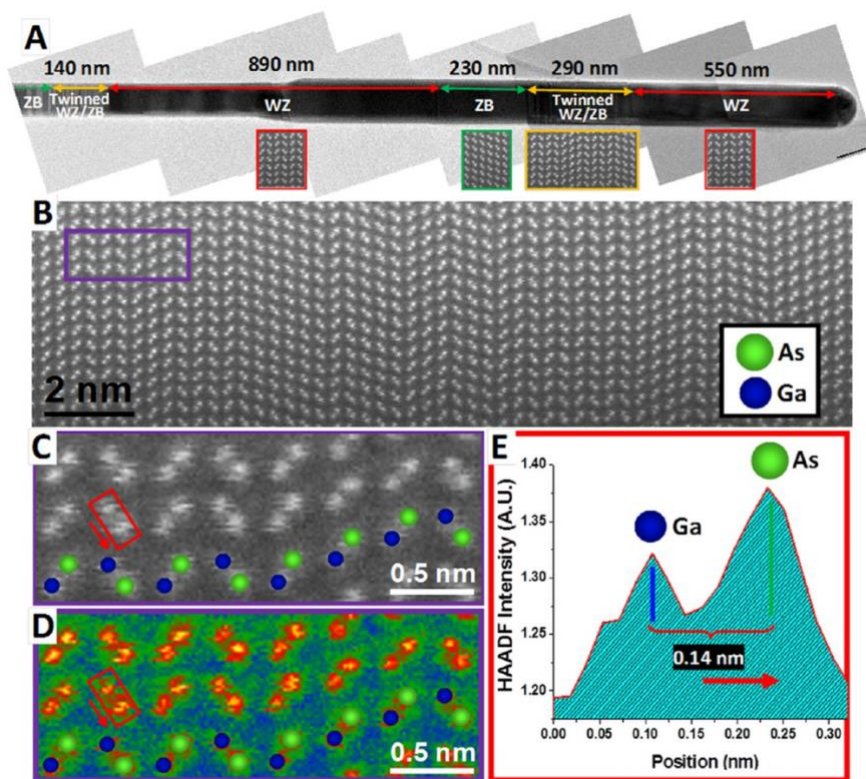 A
140 nm
890 nm
230 nm
290 nm
550 nm
ZB
Twinned
WZ/ZB
WZ
ZB
Twinned
WZ/ZB
WZ
B
2 nm
As
Ga
C
0.5 nm
D
0.5 nm
E
As
Ga
0.14 nm
HAADF Intensity (A.U.)
1.40
1.35
1.30
1.25
1.20
0.00 0.05 0.10 0.15 0.20 0.25 0.30
Position (nm)